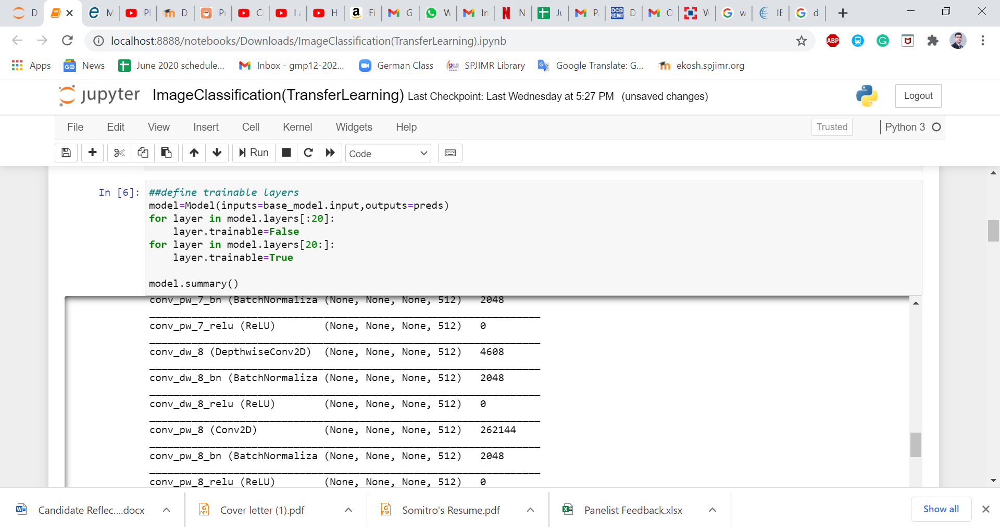 D M Pl D Pr C I a H Fi G W In N Ju P DCB REMI D O W w IE d
localhost:8888/notebooks/Downloads/ImageClassification(TransferLearning).ipynb
ABP
Apps GE News June 2020 schedule... Inbox - gmp12-202... German Class SPJIMR Library Google Translate: G... ekosh.spjimr.org
jupyter ImageClassification(TransferLearning) Last Checkpoint: Last Wednesday at 5:27 PM (unsaved changes) Logout
File Edit View Insert Cell Kernel Widgets Help Trusted Python 3
Run Code
In [6]: ##define trainable layers
model=Model(inputs=base_model.input,outputs=preds)
for layer in model.layers[:20]:
    layer.trainable=False
for layer in model.layers[20:]:
    layer.trainable=True
model.summary()
conv_pw_7_bn (BatchNormaliza (None, None, None, 512) 2048
conv_pw_7_relu (ReLU) (None, None, None, 512) 0
conv_dw_8 (DepthwiseConv2D) (None, None, None, 512) 4608
conv_dw_8_bn (BatchNormaliza (None, None, None, 512) 2048
conv_dw_8_relu (ReLU) (None, None, None, 512) 0
conv_pw_8 (Conv2D) (None, None, None, 512) 262144
conv_pw_8_bn (BatchNormaliza (None, None, None, 512) 2048
conv_pw_8_relu (ReLU) (None, None, None, 512) 0
Candidate Reflec....docx Cover letter (1).pdf Somitro's Resume.pdf Panelist Feedback.xlsx Show all